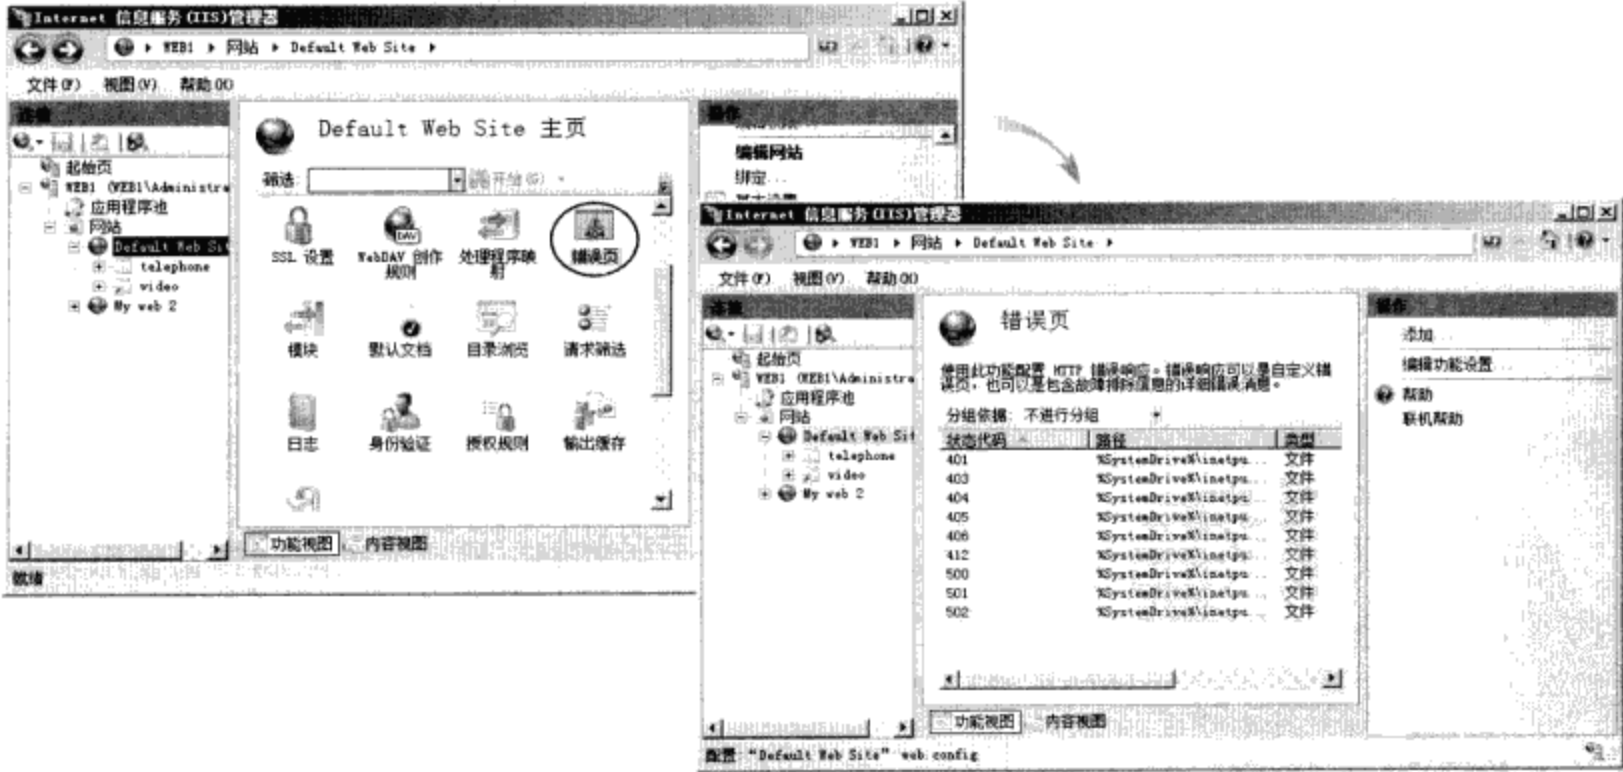 Internet 信息服务(IIS)管理器
WEB1 网站 Default Web Site
文件(F) 视图(V) 帮助(H)
连接
起始页
WEB1 (WEB1\Administra
应用程序池
网站
Default Web Sit
telephone
video
My web 2
Default Web Site 主页
筛选: 开始(G)
SSL 设置
WebDAV 创作规则
处理程序映射
错误页
模块
默认文档
目录浏览
请求筛选
日志
身份验证
授权规则
输出缓存
功能视图 内容视图
操作
编辑网站
绑定...
基本设置
就绪
Internet 信息服务(IIS)管理器
WEB1 网站 Default Web Site
文件(F) 视图(V) 帮助(H)
连接
起始页
WEB1 (WEB1\Administra
应用程序池
网站
Default Web Sit
telephone
video
My web 2
错误页
使用此功能配置 HTTP 错误响应。错误响应可以是自定义错
误页,也可以是包含故障排除信息的详细错误消息。
分组依据: 不进行分组
状态代码 路径 类型
401 %SystemDrive%\inetpu... 文件
403 %SystemDrive%\inetpu... 文件
404 %SystemDrive%\inetpu... 文件
405 %SystemDrive%\inetpu... 文件
406 %SystemDrive%\inetpu... 文件
412 %SystemDrive%\inetpu... 文件
500 %SystemDrive%\inetpu... 文件
501 %SystemDrive%\inetpu... 文件
502 %SystemDrive%\inetpu... 文件
功能视图 内容视图
操作
添加...
编辑功能设置...
帮助
联机帮助
配置: "Default Web Site" web.config